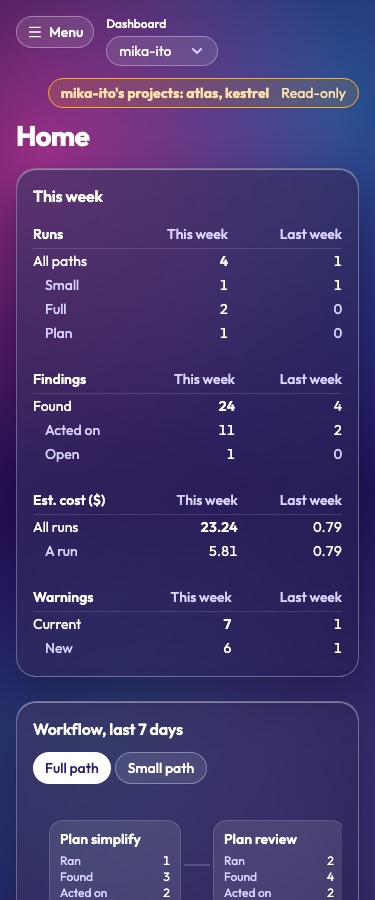 Menu
Dashboard
mika-ito
mika-ito's projects: atlas, kestrel Read-only
Home
This week
Runs This week Last week
All paths 4 1
Small 1 1
Full 2 0
Plan 1 0
Findings This week Last week
Found 24 4
Acted on 11 2
Open 1 0
Est. cost ($) This week Last week
All runs 23.24 0.79
A run 5.81 0.79
Warnings This week Last week
Current 7 1
New 6 1
Workflow, last 7 days
Full path Small path
Plan simplify Plan review
Ran 1 Ran 2
Found 3 Found 4
Acted on 2 Acted on 2